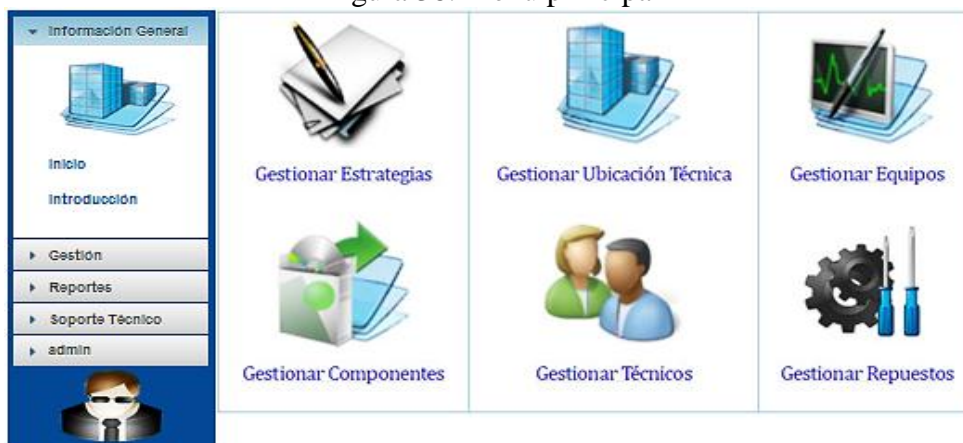 Información General
Inicio
Introducción
Gestión
Reportes
Soporte Técnico
admin
Gestionar Estrategias
Gestionar Ubicación Técnica
Gestionar Equipos
Gestionar Componentes
Gestionar Técnicos
Gestionar Repuestos